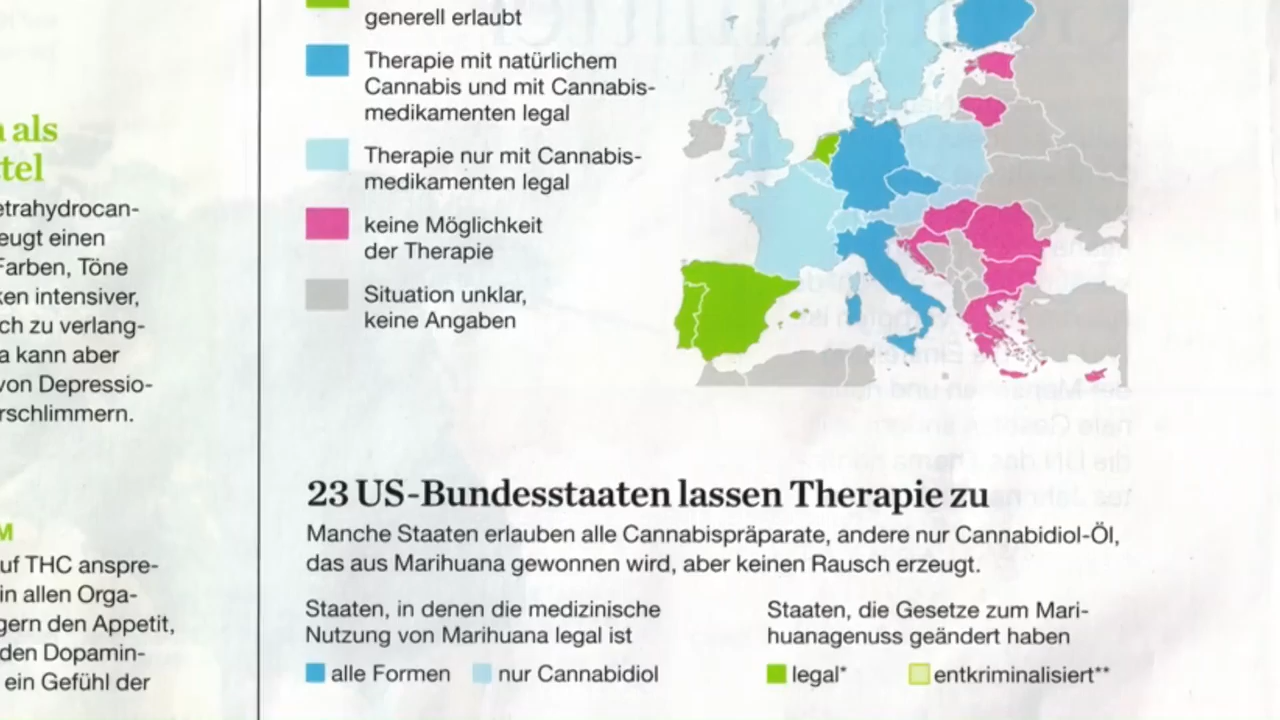 generell erlaubt
Therapie mit natürlichem
Cannabis und mit Cannabis-
medikamenten legal
Therapie nur mit Cannabis-
medikamenten legal
keine Möglichkeit
der Therapie
Situation unklar,
keine Angaben
als
tel
etrahydrocan-
eugt einen
Farben, Töne
ken intensiver,
ch zu verlang-
a kann aber
von Depressio-
rschlimmern.
M
uf THC anspre-
in allen Orga-
gern den Appetit,
den Dopamin-
ein Gefühl der
23 US-Bundesstaaten lassen Therapie zu
Manche Staaten erlauben alle Cannabispräparate, andere nur Cannabidiol-Öl,
das aus Marihuana gewonnen wird, aber keinen Rausch erzeugt.
Staaten, in denen die medizinische
Nutzung von Marihuana legal ist
alle Formen nur Cannabidiol
Staaten, die Gesetze zum Mari-
huanagenuss geändert haben
legal* entkriminalisiert**